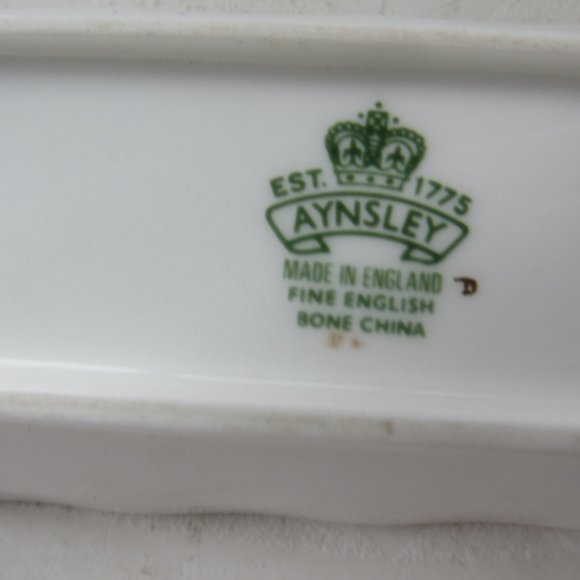 EST. 1775
AYNSLEY
MADE IN ENGLAND
FINE ENGLISH
BONE CHINA